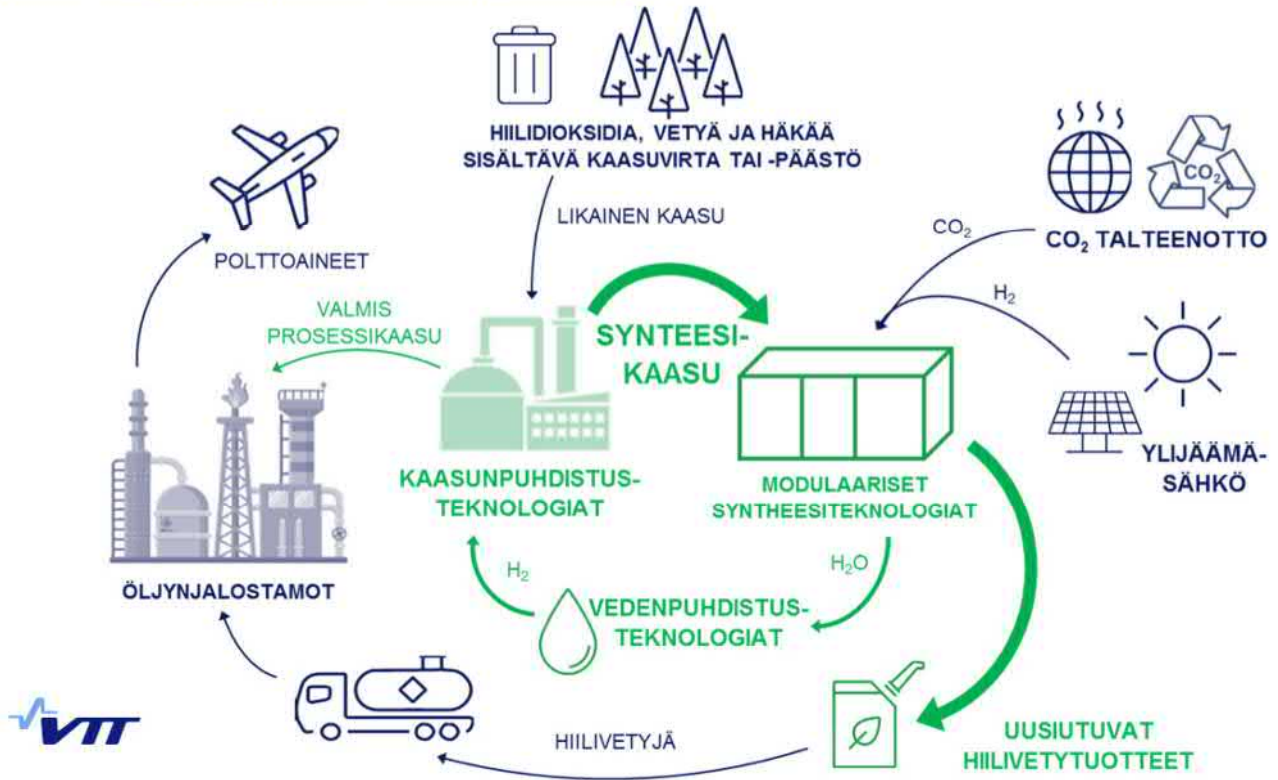 HIILIDIOKSIDIA, VETYÄ JA HÄKÄÄ
SISÄLTÄVÄ KAASUVIRTA TAI -PÄÄSTÖ
LIKAINEN KAASU
CO₂
CO₂ TALTEENOTTO
CO₂
H₂
POLTTOAINEET
VALMIS
PROSESSIKAASU
SYNTEESI-
KAASU
YLIJÄÄMÄ-
SÄHKÖ
KAASUNPUHDISTUS-
TEKNOLOGIAT
MODULAARISET
SYNTHEESITEKNOLOGIAT
ÖLJYNJALOSTAMOT
H₂
H₂O
VEDENPUHDISTUS-
TEKNOLOGIAT
VTT
HIILIVETYJÄ
UUSIUTUVAT
HIILIVETYTUOTTEET